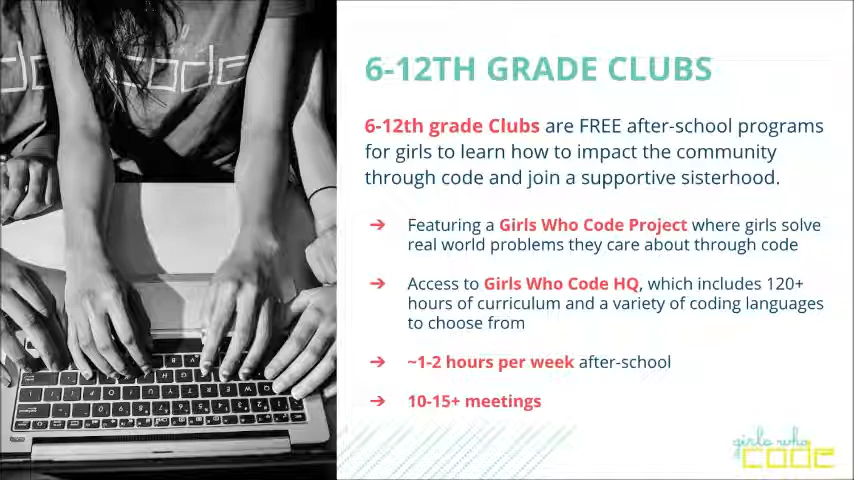 6-12TH GRADE CLUBS
6-12th grade Clubs are FREE after-school programs
for girls to learn how to impact the community
through code and join a supportive sisterhood.
➔ Featuring a Girls Who Code Project where girls solve
real world problems they care about through code
➔ Access to Girls Who Code HQ, which includes 120+
hours of curriculum and a variety of coding languages
to choose from
➔ ~1-2 hours per week after-school
➔ 10-15+ meetings
girls who
code
code